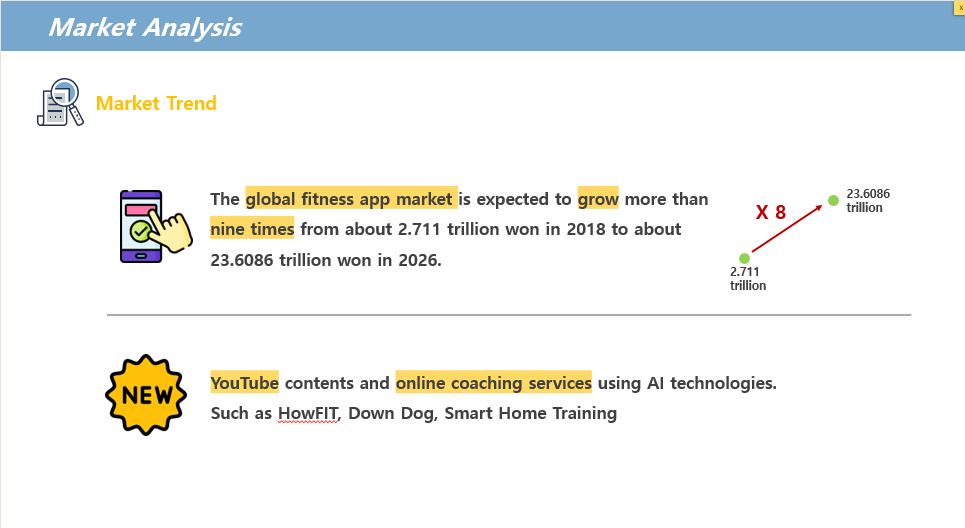 x
Market Analysis
Market Trend
The global fitness app market is expected to grow more than
nine times from about 2.711 trillion won in 2018 to about
23.6086 trillion won in 2026.
X 8
23.6086
trillion
2.711
trillion
NEW
YouTube contents and online coaching services using AI technologies.
Such as HowFIT, Down Dog, Smart Home Training